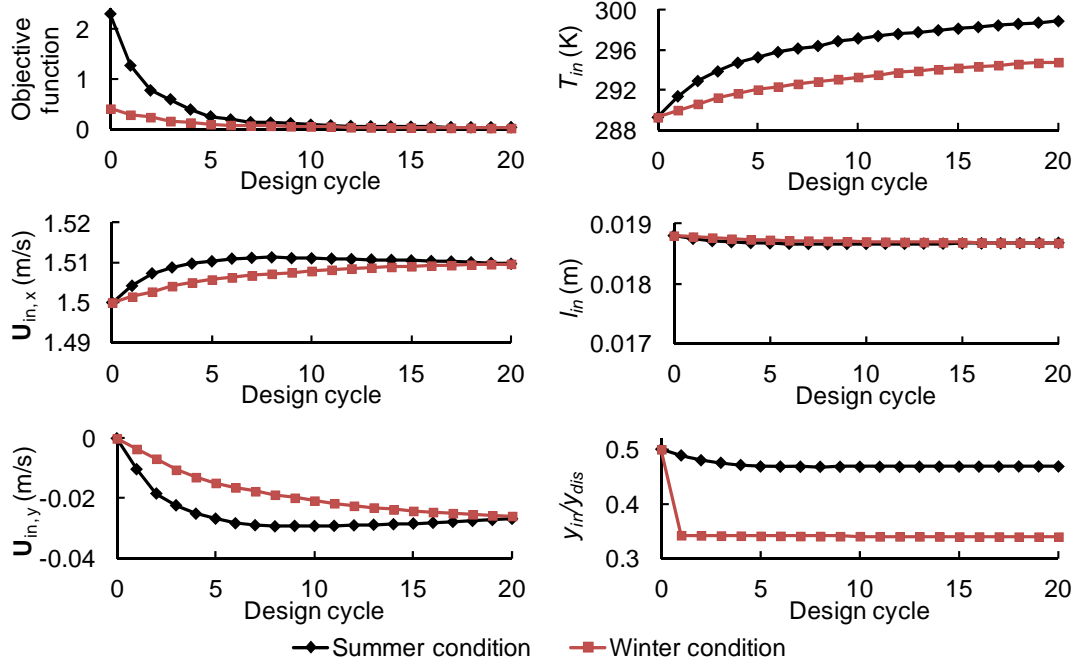 Objective function
2
1
0
0 5 10 15 20
Design cycle
T_in (K)
300
296
292
288
0 5 10 15 20
Design cycle
U_in,x (m/s)
1.52
1.51
1.5
1.49
0 5 10 15 20
Design cycle
l_in (m)
0.019
0.018
0.017
0 5 10 15 20
Design cycle
U_in,y (m/s)
0
-0.02
-0.04
0 5 10 15 20
Design cycle
y_in/y_dis
0.5
0.4
0.3
0 5 10 15 20
Design cycle
Summer condition
Winter condition